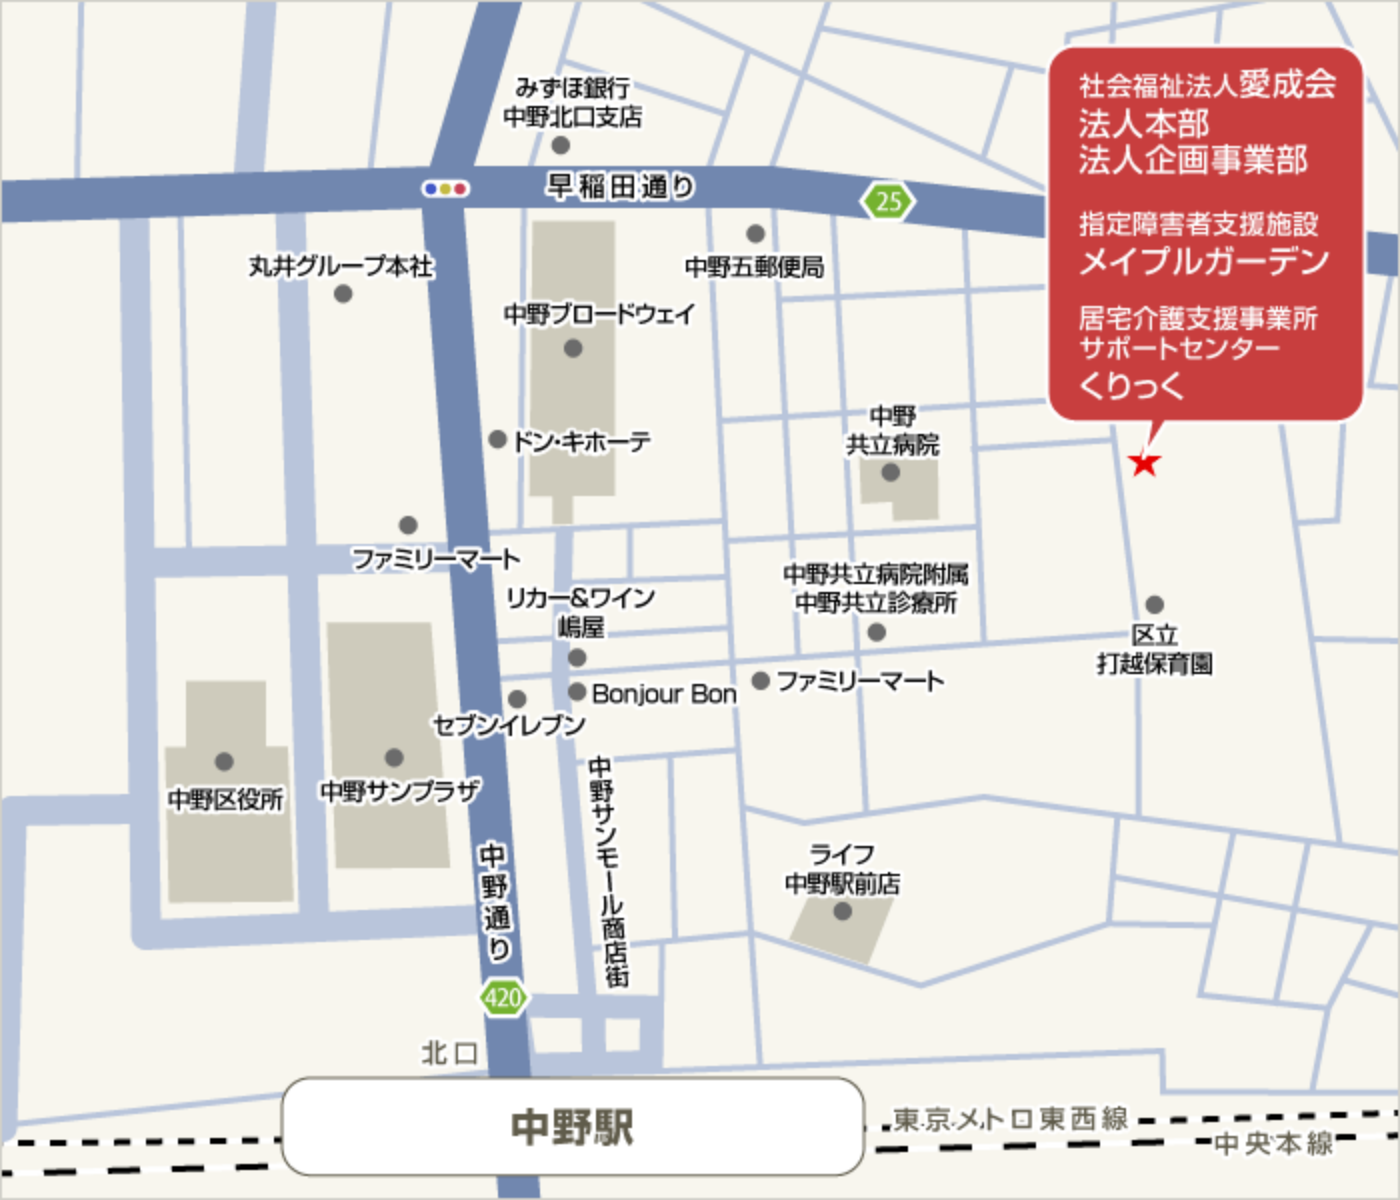 みずほ銀行
中野北口支店
早稲田通り
25
社会福祉法人愛成会
法人本部
法人企画事業部
指定障害者支援施設
メイプルガーデン
居宅介護支援事業所
サポートセンター
くりっく
丸井グループ本社
中野五郵便局
中野ブロードウェイ
ドン・キホーテ
中野
共立病院
ファミリーマート
リカー&ワイン
嶋屋
中野共立病院附属
中野共立診療所
区立
打越保育園
Bonjour Bon
ファミリーマート
セブンイレブン
中野区役所
中野サンプラザ
中野サンモール商店街
中野通り
ライフ
中野駅前店
420
北口
中野駅
東京メトロ東西線
中央本線